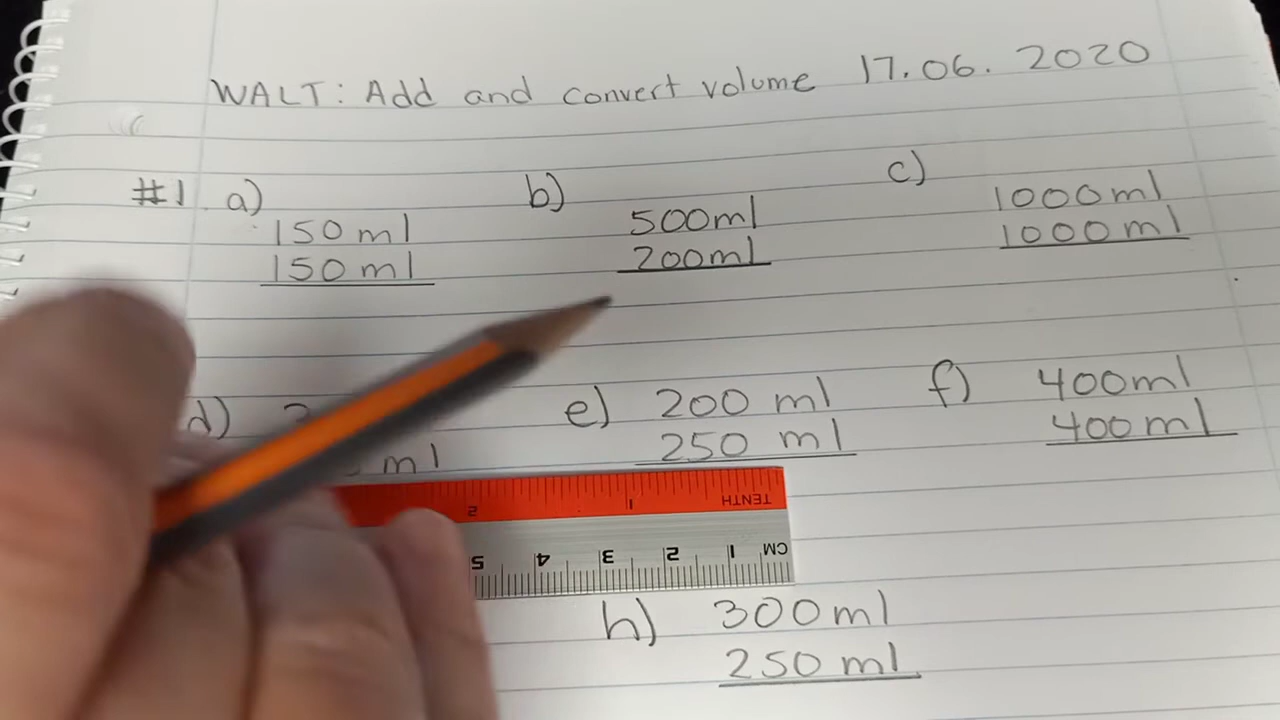 WALT: Add and convert volume 17.06.2020
#1 a) b) c)
150 ml 500ml 1000ml
150 ml 200ml 1000ml
d) e) 200 ml f) 400ml
ml 250 ml 400ml
2 1 TENTH
5 4 3 2 1 CM
h) 300ml
250 ml